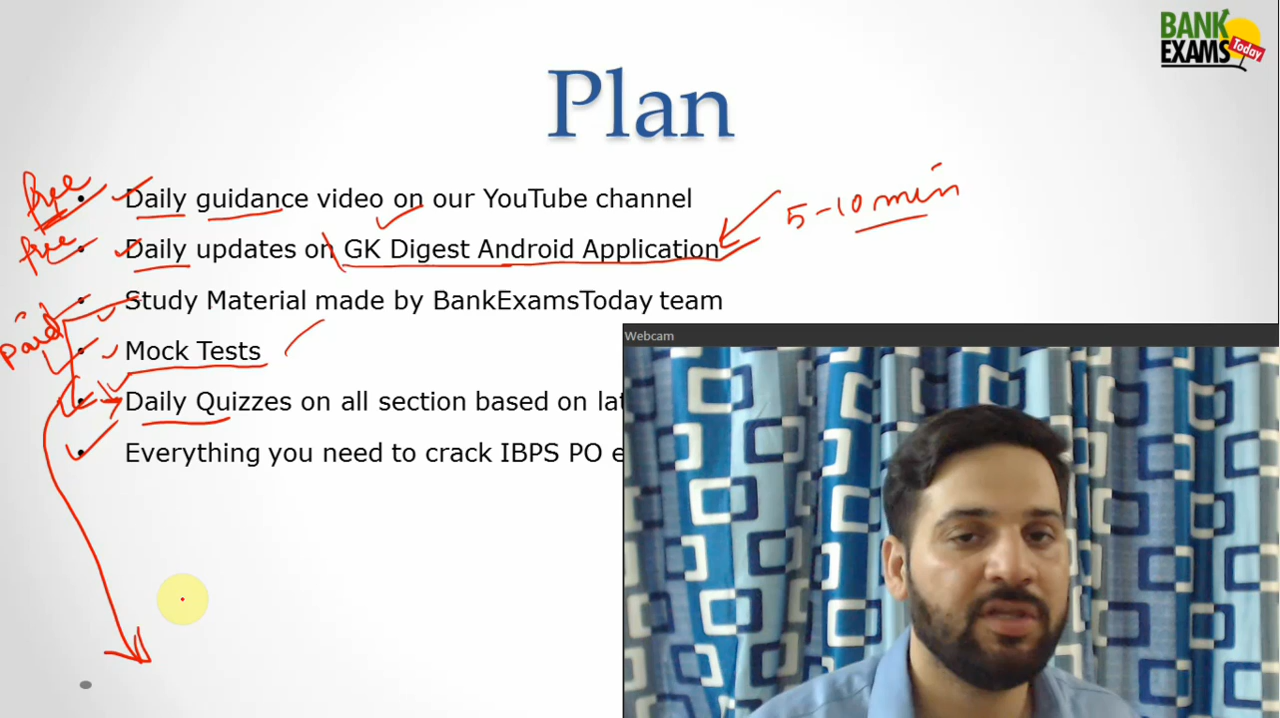 BANK
EXAMS Today
Plan
free • Daily guidance video on our YouTube channel
5-10 min
free • Daily updates on GK Digest Android Application
• Study Material made by BankExamsToday team
paid
• Mock Tests
Webcam
• Daily Quizzes on all section based on lat
• Everything you need to crack IBPS PO e